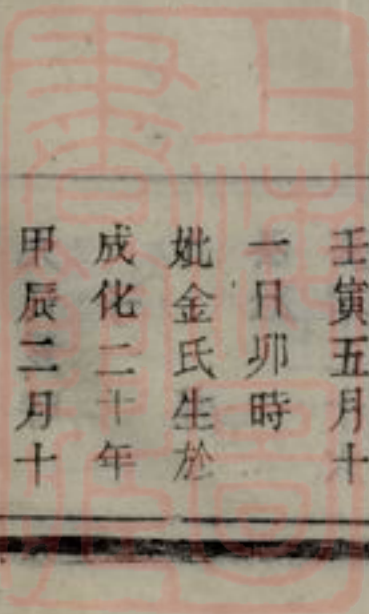 壬寅五月十
一日卯時
妣金氏生於
成化二十年
甲辰二月十